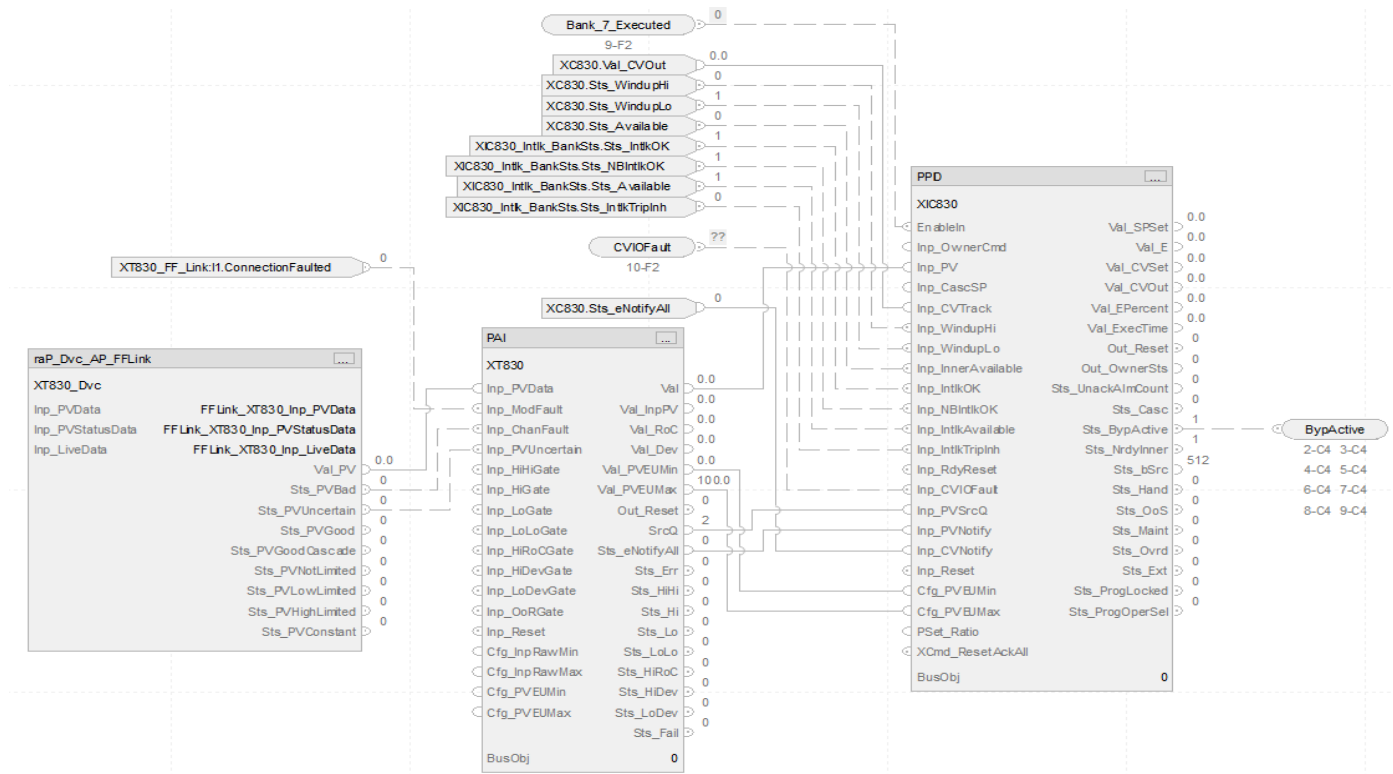 Bank_7_Executed
0
9-F2
XC830.Val_CVOut
0.0
XC830.Sts_WindupHi
0
XC830.Sts_WindupLo
1
XC830.Sts_Available
0
XIC830_Intlk_BankSts.Sts_IntlkOK
1
XIC830_Intlk_BankSts.Sts_NBIntlkOK
1
XIC830_Intlk_BankSts.Sts_Available
1
XIC830_Intlk_BankSts.Sts_IntlkTripInh
0
CVIOFault
??
10-F2
XT830_FF_Link:I1.ConnectionFaulted
0
XC830.Sts_eNotifyAll
0
raP_Dvc_AP_FFLink
...
XT830_Dvc
Inp_PVData FFLink_XT830_Inp_PVData
Inp_PVStatusData FFLink_XT830_Inp_PVStatusData
Inp_LiveData FFLink_XT830_Inp_LiveData
Val_PV 0.0
Sts_PVBad 0
Sts_PVUncertain 0
Sts_PVGood 0
Sts_PVGoodCascade 0
Sts_PVNotLimited 0
Sts_PVLowLimited 0
Sts_PVHighLimited 0
Sts_PVConstant 0
PAI
...
XT830
Inp_PVData Val 0.0
Inp_ModFault Val_InpPV 0.0
Inp_ChanFault Val_RoC 0.0
Inp_PVUncertain Val_Dev 0.0
Inp_HiHiGate Val_PVEUMin 0.0
Inp_HiGate Val_PVEUMax 100.0
Inp_LoGate Out_Reset 0
Inp_LoLoGate SrcQ 2
Inp_HiRoCGate Sts_eNotifyAll 0
Inp_HiDevGate Sts_Err 0
Inp_LoDevGate Sts_HiHi 0
Inp_OoRGate Sts_Hi 0
Inp_Reset Sts_Lo 0
Cfg_InpRawMin Sts_LoLo 0
Cfg_InpRawMax Sts_HiRoC 0
Cfg_PVEUMin Sts_HiDev 0
Cfg_PVEUMax Sts_LoDev 0
Sts_Fail 0
BusObj 0
PPID
...
XIC830
EnableIn Val_SPSet 0.0
Inp_OwnerCmd Val_E 0.0
Inp_PV Val_CVSet 0.0
Inp_CascSP Val_CVOut 0.0
Inp_CVTrack Val_EPercent 0.0
Inp_WindupHi Val_ExecTime 0.0
Inp_WindupLo Out_Reset 0
Inp_InnerAvailable Out_OwnerSts 0
Inp_IntlkOK Sts_UnackAlmCount 0
Inp_NBIntlkOK Sts_Casc 0
Inp_IntlkAvailable Sts_BypActive 1
Inp_IntlkTripInh Sts_NrdyInner 1
Inp_RdyReset Sts_bSrc 512
Inp_CVIOFault Sts_Hand 0
Inp_PVSrcQ Sts_OoS 0
Inp_PVNotify Sts_Maint 0
Inp_CVNotify Sts_Ovrd 0
Inp_Reset Sts_Ext 0
Cfg_PVEUMin Sts_ProgLocked 0
Cfg_PVEUMax Sts_ProgOperSel 0
PSet_Ratio
XCmd_ResetAckAll
BusObj 0
BypActive
2-C4 3-C4
4-C4 5-C4
6-C4 7-C4
8-C4 9-C4